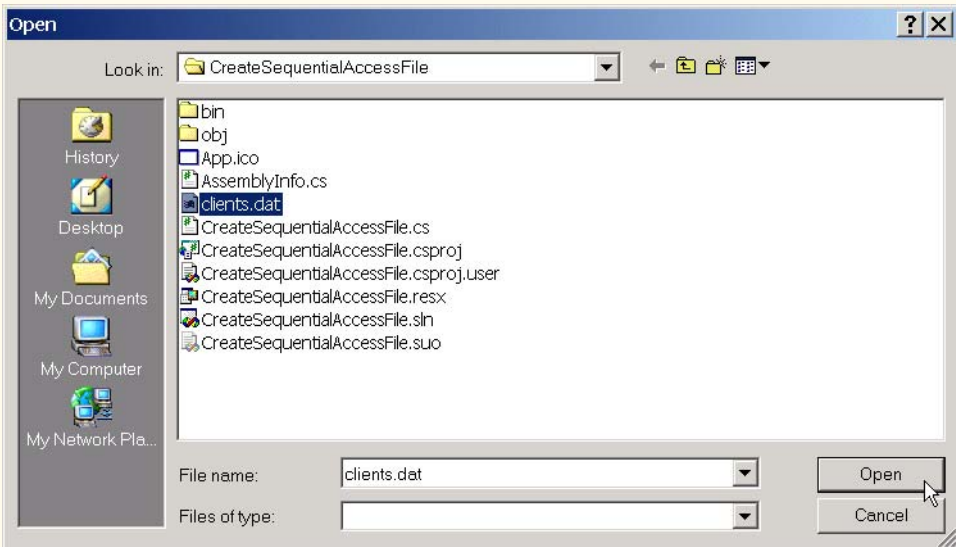 Open
Look in: CreateSequentialAccessFile
History
Desktop
My Documents
My Computer
My Network Pla...
bin
obj
App.ico
AssemblyInfo.cs
clients.dat
CreateSequentialAccessFile.cs
CreateSequentialAccessFile.csproj
CreateSequentialAccessFile.csproj.user
CreateSequentialAccessFile.resx
CreateSequentialAccessFile.sln
CreateSequentialAccessFile.suo
File name: clients.dat Open
Files of type: Cancel